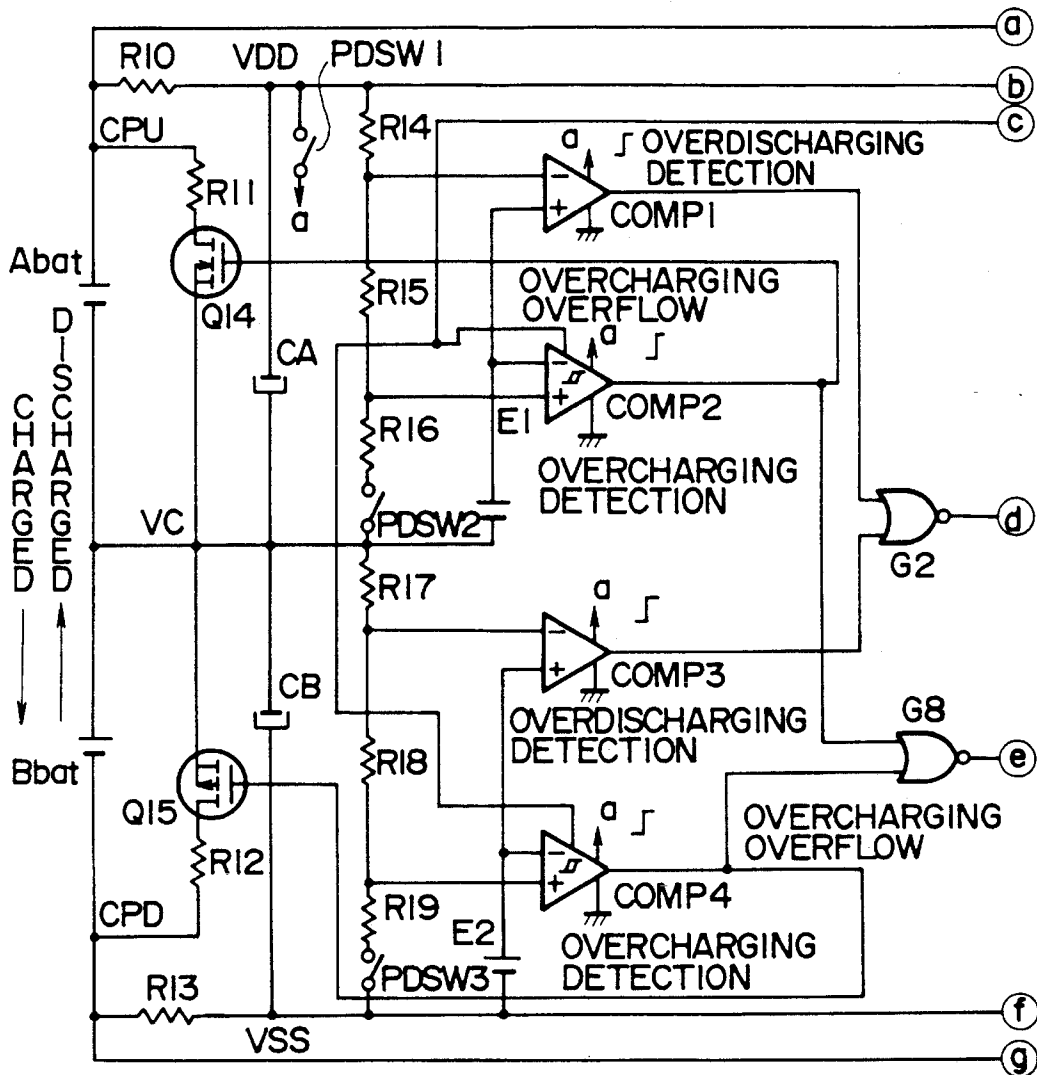 a
R10
VDD
PDSW1
b
CPU
R14
c
a
OVERDISCHARGING
DETECTION
R11
a
COMP1
Abat
Q14
R15
OVERCHARGING
OVERFLOW
CA
a
COMP2
E1
R16
OVERCHARGING
DETECTION
CHARGED
DISCHARGED
VC
PDSW2
d
G2
R17
a
COMP3
CB
OVERDISCHARGING
DETECTION
G8
Bbat
R18
e
Q15
a
OVERCHARGING
OVERFLOW
R12
COMP4
R19
CPD
E2
OVERCHARGING
DETECTION
PDSW3
R13
f
VSS
g